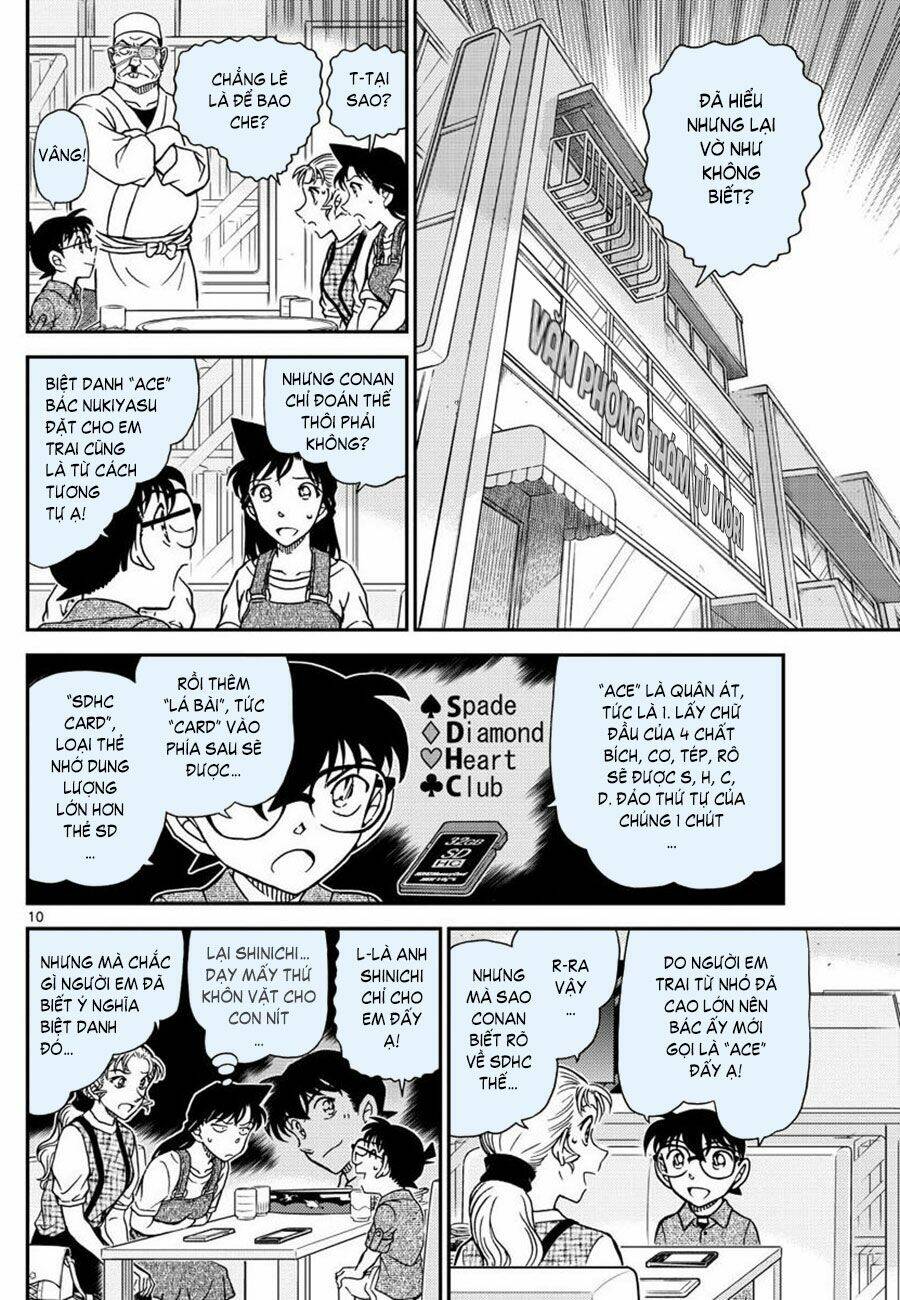 ĐÃ HIỂU
NHƯNG LẠI
VỜ NHƯ
KHÔNG
BIẾT?
VĂN PHÒNG THÁM TỬ MÔRI
T-TẠI
SAO?
CHẲNG LẼ
LÀ ĐỂ BAO
CHE?
VÂNG!
NHƯNG CONAN
CHỈ ĐOÁN THẾ
THÔI PHẢI
KHÔNG?
BIỆT DANH “ACE”
BÁC NUKIYASU
ĐẶT CHO EM
TRAI CŨNG
LÀ TỪ CÁCH
TƯƠNG
TỰ Ạ!
“ACE” LÀ QUÂN ÁT,
TỨC LÀ 1. LẤY CHỮ
ĐẦU CỦA 4 CHẤT
BÍCH, CƠ, TÉP, RÔ
SẼ ĐƯỢC S, H, C,
D. ĐẢO THỨ TỰ CỦA
CHÚNG 1 CHÚT
...
♠Spade
♦Diamond
♥Heart
♣Club
32GB
SD
HC
RỒI THÊM
“LÁ BÀI”, TỨC
“CARD” VÀO
PHÍA SAU SẼ
ĐƯỢC...
“SDHC
CARD”,
LOẠI THẺ
NHỚ DUNG
LƯỢNG
LỚN HƠN
THẺ SD
...
10
DO NGƯỜI EM
TRAI TỪ NHỎ ĐÃ
CAO LỚN NÊN
BÁC ẤY MỚI
GỌI LÀ “ACE”
ĐẤY Ạ!
R-RA
VẬY
...
NHƯNG
MÀ SAO
CONAN
BIẾT RÕ
VỀ SDHC
THẾ...
L-LÀ ANH
SHINICHI
CHỈ CHO
EM ĐẤY Ạ!
LẠI SHINICHI...
DẠY MẤY THỨ
KHÔN VẶT CHO
CON NÍT
...
NHƯNG MÀ CHẮC
GÌ NGƯỜI EM ĐÃ
BIẾT Ý NGHĨA
BIỆT DANH
ĐÓ...